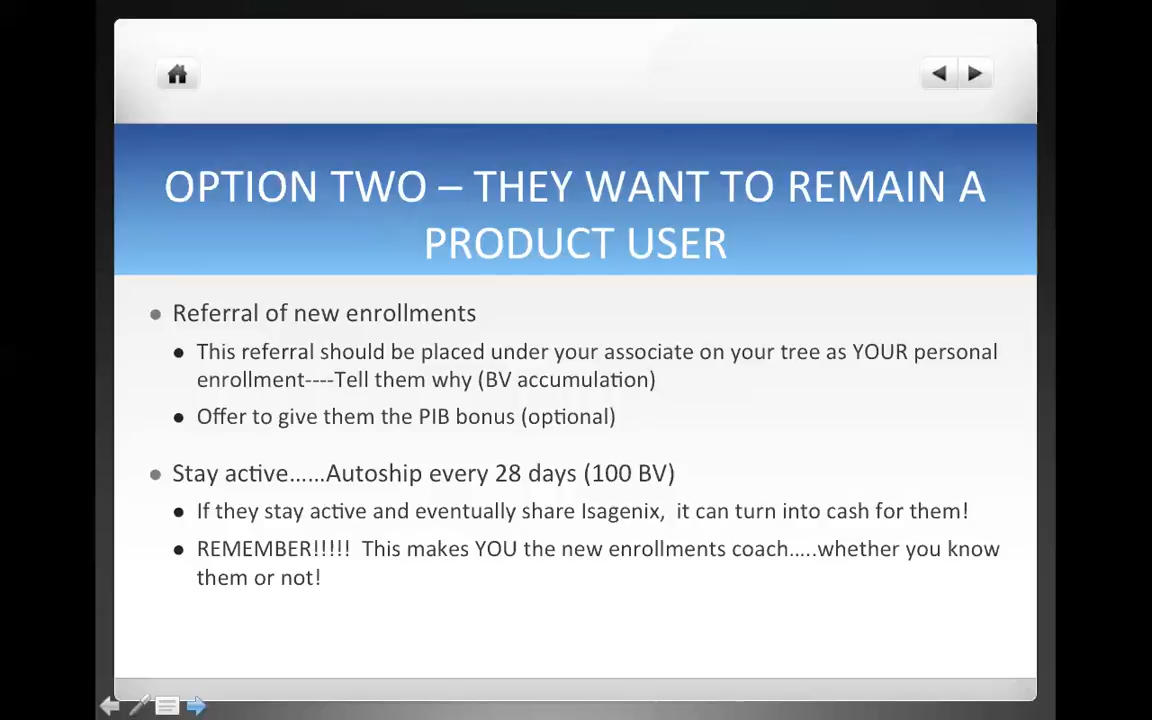 OPTION TWO – THEY WANT TO REMAIN A
PRODUCT USER
Referral of new enrollments
This referral should be placed under your associate on your tree as YOUR personal
enrollment----Tell them why (BV accumulation)
Offer to give them the PIB bonus (optional)
Stay active……Autoship every 28 days (100 BV)
If they stay active and eventually share Isagenix,  it can turn into cash for them!
REMEMBER!!!!!  This makes YOU the new enrollments coach…..whether you know
them or not!